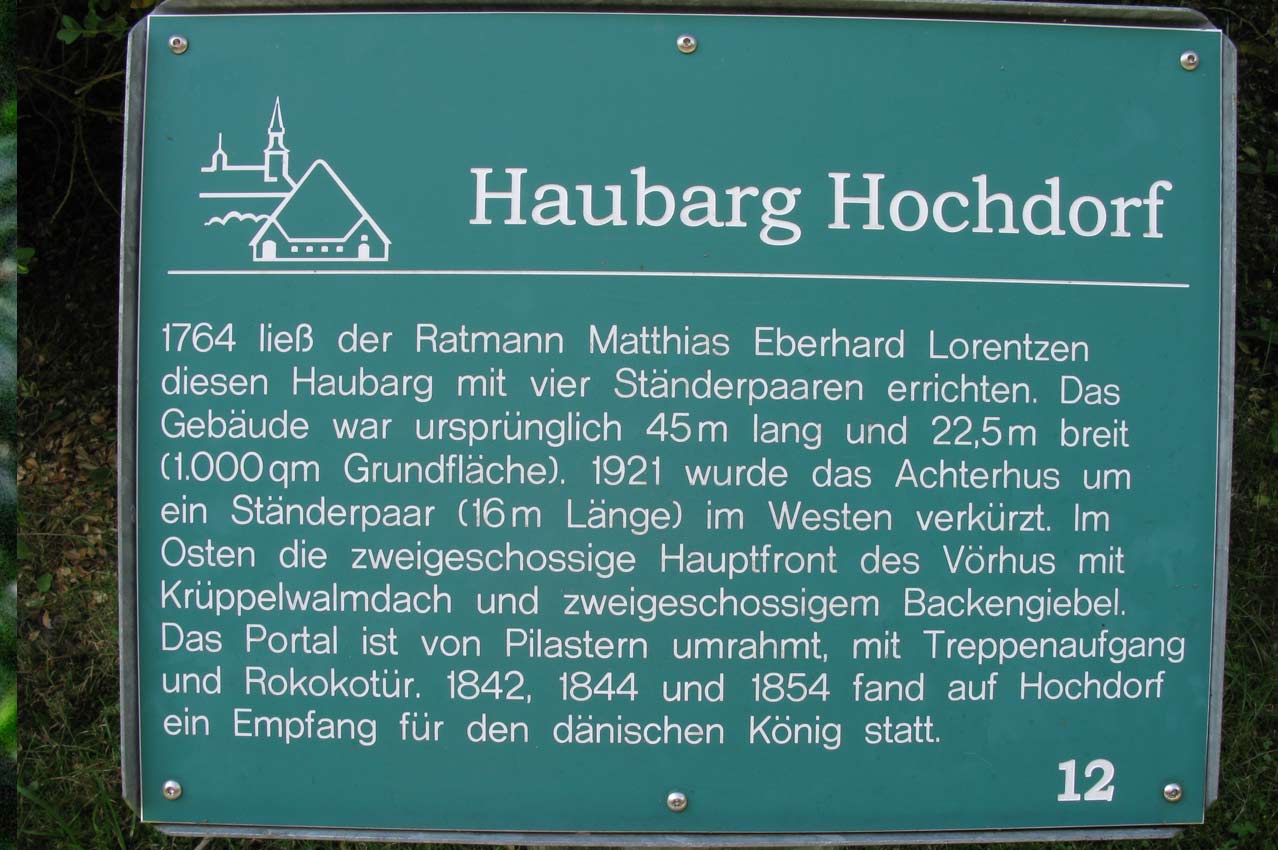 Haubarg Hochdorf
1764 ließ der Ratmann Matthias Eberhard Lorentzen
diesen Haubarg mit vier Ständerpaaren errichten. Das
Gebäude war ursprünglich 45m lang und 22,5m breit
(1.000qm Grundfläche). 1921 wurde das Achterhus um
ein Ständerpaar (16m Länge) im Westen verkürzt. Im
Osten die zweigeschossige Hauptfront des Vörhus mit
Krüppelwalmdach und zweigeschossigem Backengiebel.
Das Portal ist von Pilastern umrahmt, mit Treppenaufgang
und Rokokotür. 1842, 1844 und 1854 fand auf Hochdorf
ein Empfang für den dänischen König statt.
12